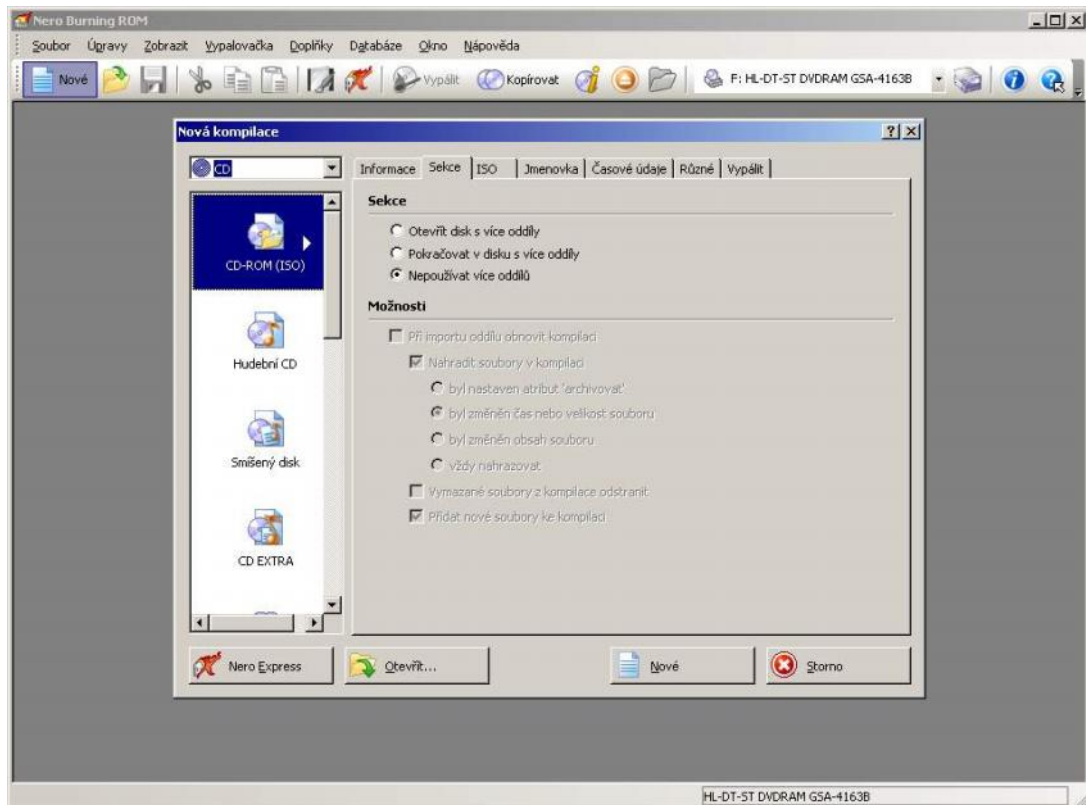 Nero Burning ROM
Soubor Úpravy Zobrazit Vypalovačka Doplňky Databáze Okno Nápověda
Nové Vypálit Kopírovat F: HL-DT-ST DVDRAM GSA-4163B
Nová kompilace
CD
Informace Sekce ISO Jmenovka Časové údaje Různé Vypálit
Sekce
Otevřít disk s více oddíly
Pokračovat v disku s více oddíly
Nepoužívat více oddílů
CD-ROM (ISO)
Možnosti
Při importu oddílu obnovit kompilaci
Nahradit soubory v kompilaci
Hudební CD
byl nastaven atribut 'archivovat'
byl změněn čas nebo velikost souboru
byl změněn obsah souboru
vždy nahrazovat
Smíšený disk
Vymazané soubory z kompilace odstranit
Přidat nové soubory ke kompilaci
CD EXTRA
Nero Express Otevřít... Nové Storno
HL-DT-ST DVDRAM GSA-4163B